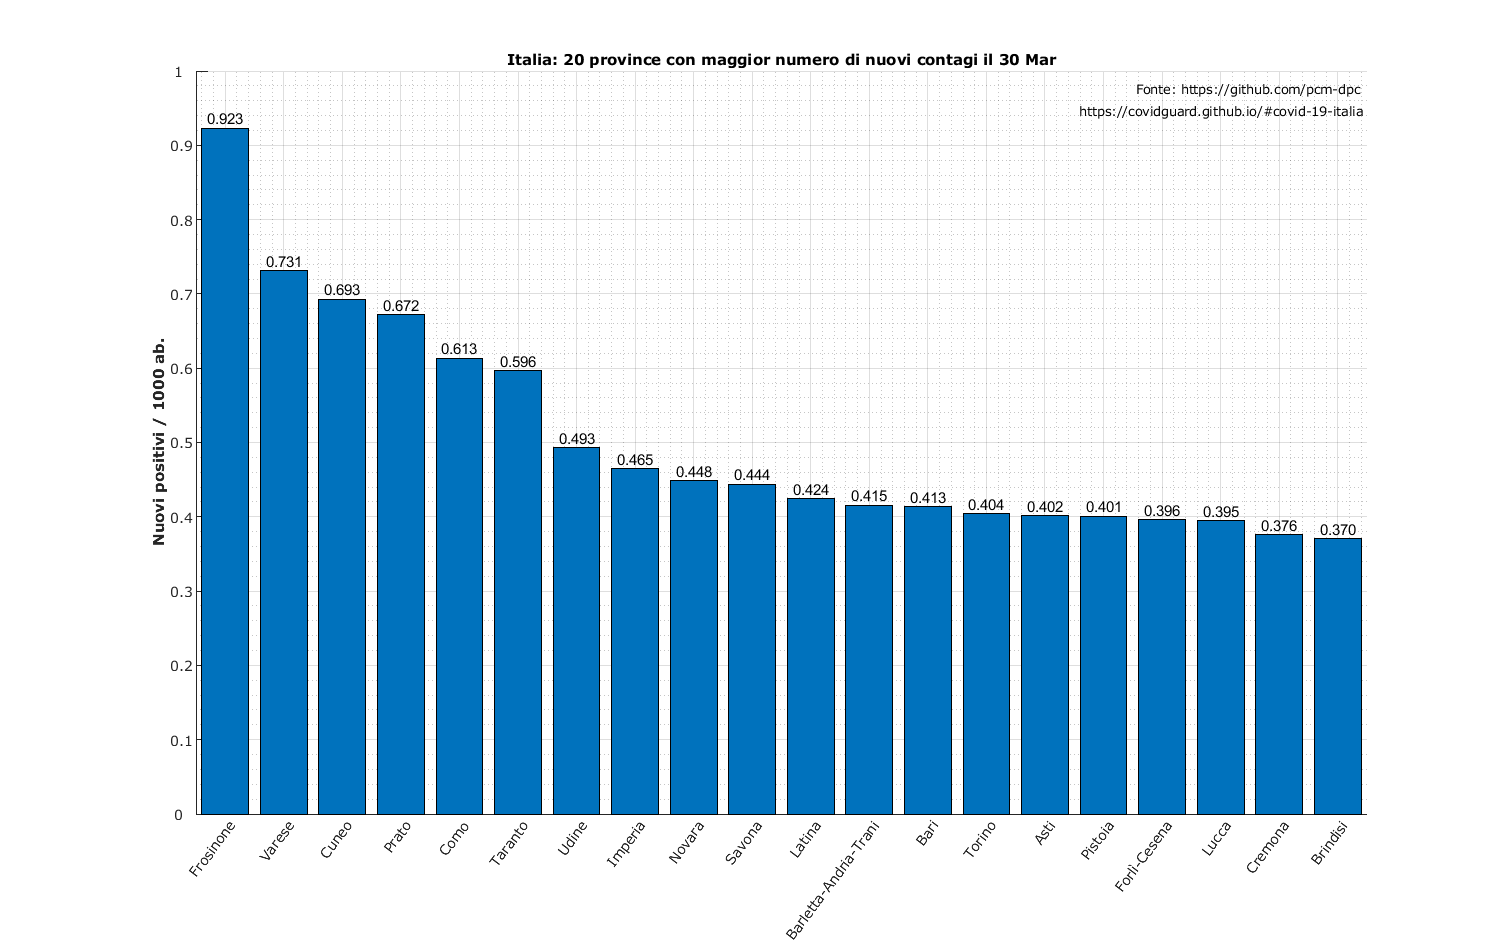 Italia: 20 province con maggior numero di nuovi contagi il 30 Mar
Fonte: https://github.com/pcm-dpc
https://covidguard.github.io/#covid-19-italia
Nuovi positivi / 1000 ab.
1
0.9
0.8
0.7
0.6
0.5
0.4
0.3
0.2
0.1
0
0.923
0.731
0.693
0.672
0.613
0.596
0.493
0.465
0.448
0.444
0.424
0.415
0.413
0.404
0.402
0.401
0.396
0.395
0.376
0.370
Frosinone
Varese
Cuneo
Prato
Como
Taranto
Udine
Imperia
Novara
Savona
Latina
Barletta-Andria-Trani
Bari
Torino
Asti
Pistoia
Forlì-Cesena
Lucca
Cremona
Brindisi